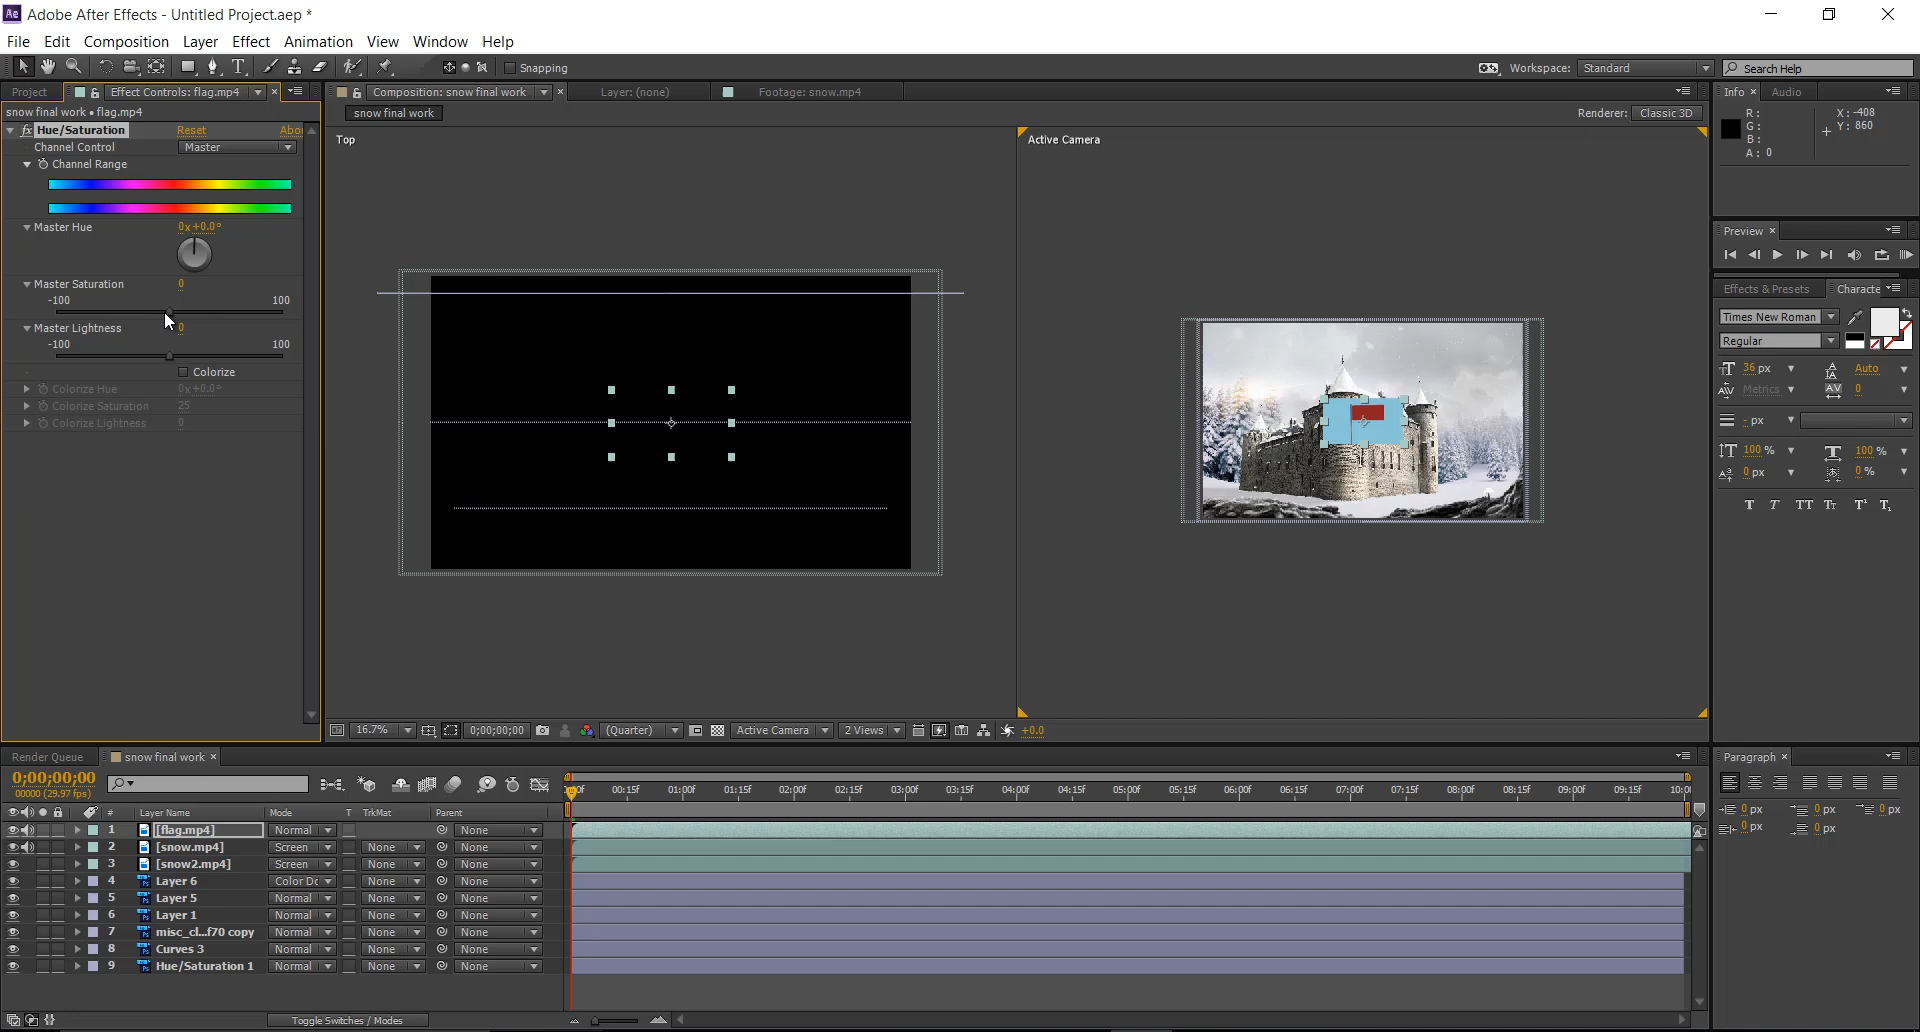 Ae Adobe After Effects - Untitled Project.aep *
File Edit Composition Layer Effect Animation View Window Help
Snapping
Workspace: Standard
Search Help
Project Effect Controls: flag.mp4
snow final work • flag.mp4
fx Hue/Saturation Reset Abou
Channel Control Master
Channel Range
Master Hue 0x+0.0°
Master Saturation 0
-100 100
Master Lightness 0
-100 100
Colorize
Colorize Hue 0x+0.0°
Colorize Saturation 25
Colorize Lightness 0
Composition: snow final work Layer: (none) Footage: snow.mp4
snow final work
Renderer: Classic 3D
Top
Active Camera
16.7% 0;00;00;00 (Quarter) Active Camera 2 Views +0.0
Info Audio
R: X: -408
G: Y: 860
B:
A: 0
Preview
Effects & Presets Characte
Times New Roman
Regular
36 px Auto
Metrics 0
- px
100 % 100 %
0 px 0 %
T T TT Tt T¹ T₁
Paragraph
0 px 0 px 0 px
0 px 0 px
Render Queue snow final work
0;00;00;00
00000 (29.97 fps)
# Layer Name Mode T TrkMat Parent
1 [flag.mp4] Normal None
2 [snow.mp4] Screen None None
3 [snow2.mp4] Screen None None
4 Layer 6 Color Dc None None
5 Layer 5 Normal None None
6 Layer 1 Normal None None
7 misc_cl...f70 copy Normal None None
8 Curves 3 Normal None None
9 Hue/Saturation 1 Normal None None
00:15f 01:00f 01:15f 02:00f 02:15f 03:00f 03:15f 04:00f 04:15f 05:00f 05:15f 06:00f 06:15f 07:00f 07:15f 08:00f 08:15f 09:00f 09:15f 10:0
Toggle Switches / Modes